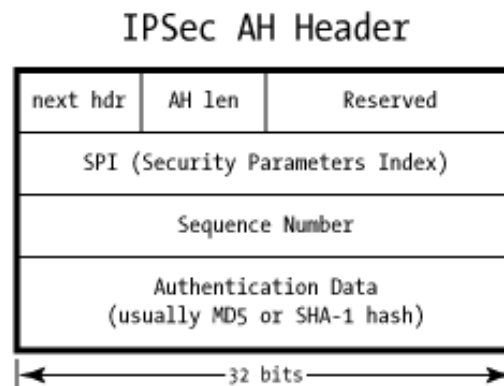 IPSec AH Header
next hdr AH len Reserved
SPI (Security Parameters Index)
Sequence Number
Authentication Data
(usually MD5 or SHA-1 hash)
32 bits